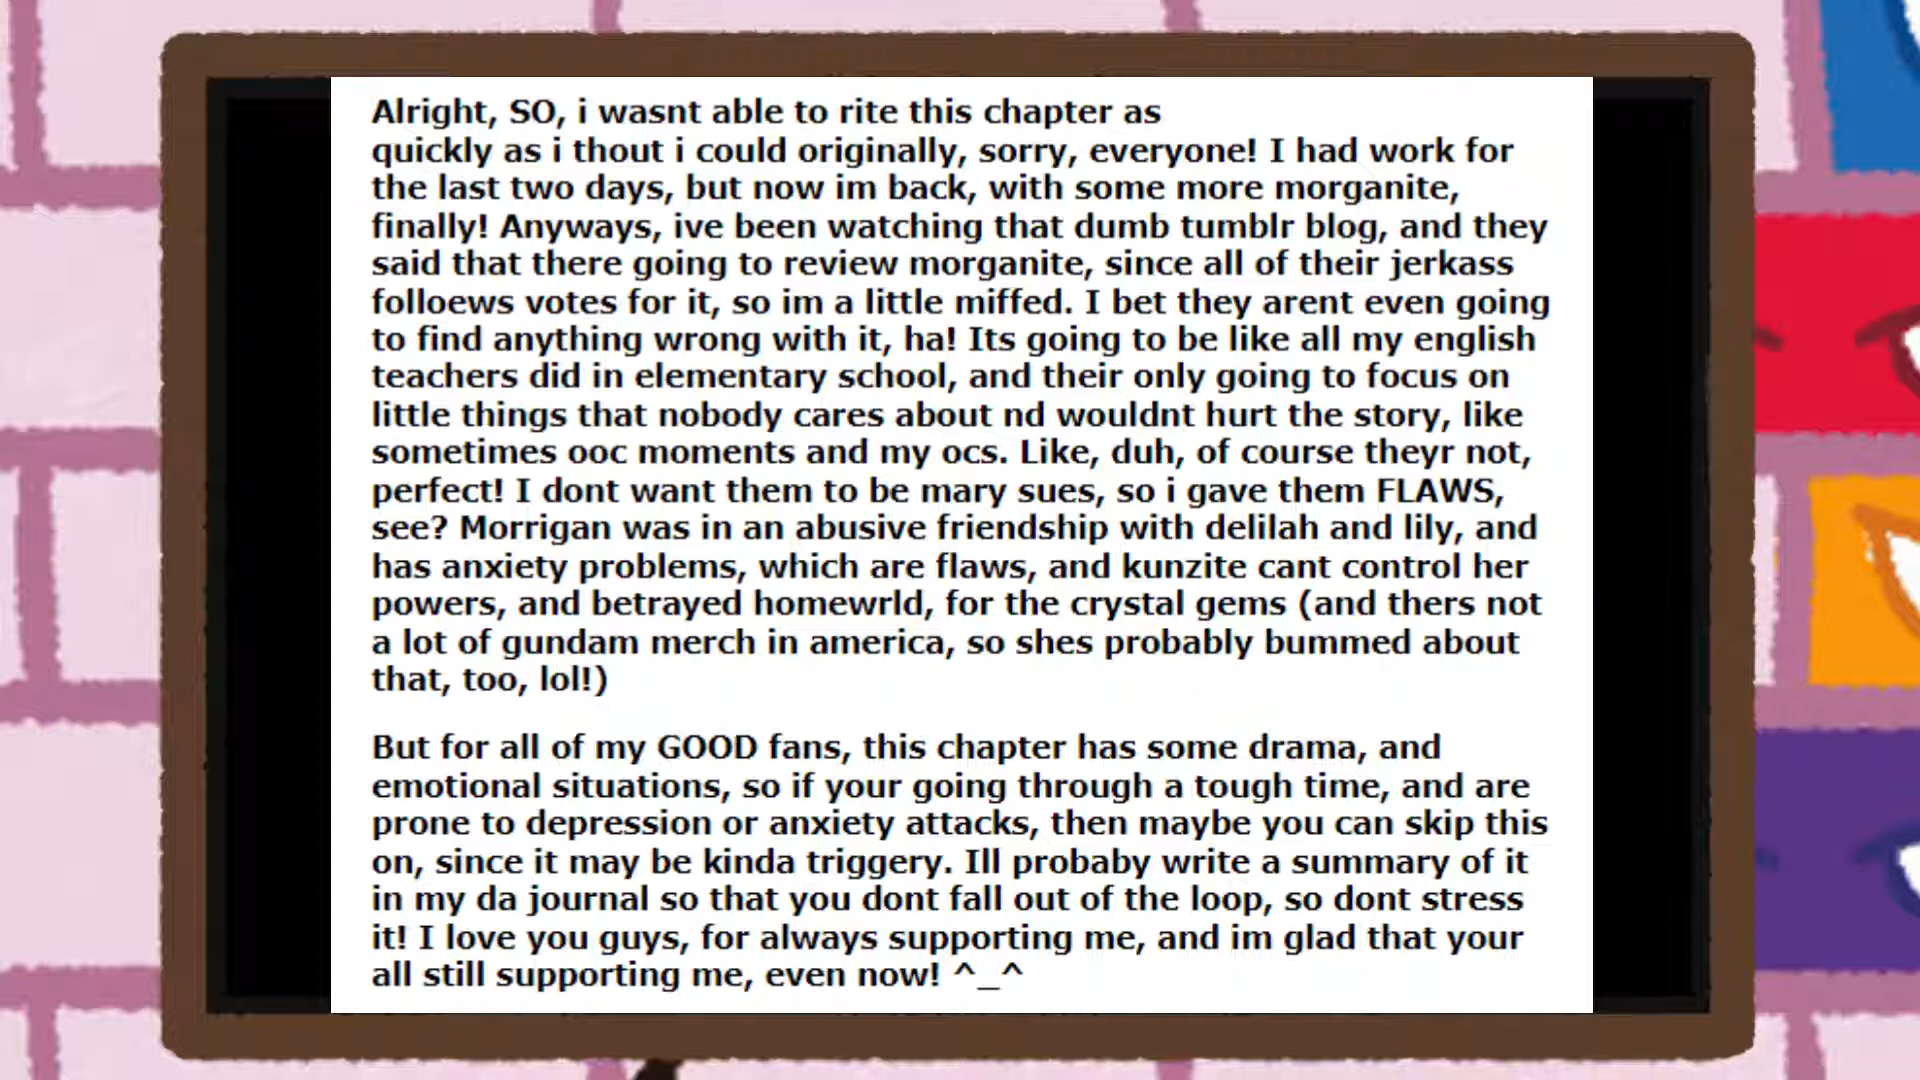 Alright, SO, i wasnt able to rite this chapter as
quickly as i thout i could originally, sorry, everyone! I had work for
the last two days, but now im back, with some more morganite,
finally! Anyways, ive been watching that dumb tumblr blog, and they
said that there going to review morganite, since all of their jerkass
folloews votes for it, so im a little miffed. I bet they arent even going
to find anything wrong with it, ha! Its going to be like all my english
teachers did in elementary school, and their only going to focus on
little things that nobody cares about nd wouldnt hurt the story, like
sometimes ooc moments and my ocs. Like, duh, of course theyr not,
perfect! I dont want them to be mary sues, so i gave them FLAWS,
see? Morrigan was in an abusive friendship with delilah and lily, and
has anxiety problems, which are flaws, and kunzite cant control her
powers, and betrayed homewrld, for the crystal gems (and thers not
a lot of gundam merch in america, so shes probably bummed about
that, too, lol!)
But for all of my GOOD fans, this chapter has some drama, and
emotional situations, so if your going through a tough time, and are
prone to depression or anxiety attacks, then maybe you can skip this
on, since it may be kinda triggery. Ill probaby write a summary of it
in my da journal so that you dont fall out of the loop, so dont stress
it! I love you guys, for always supporting me, and im glad that your
all still supporting me, even now! ^_^